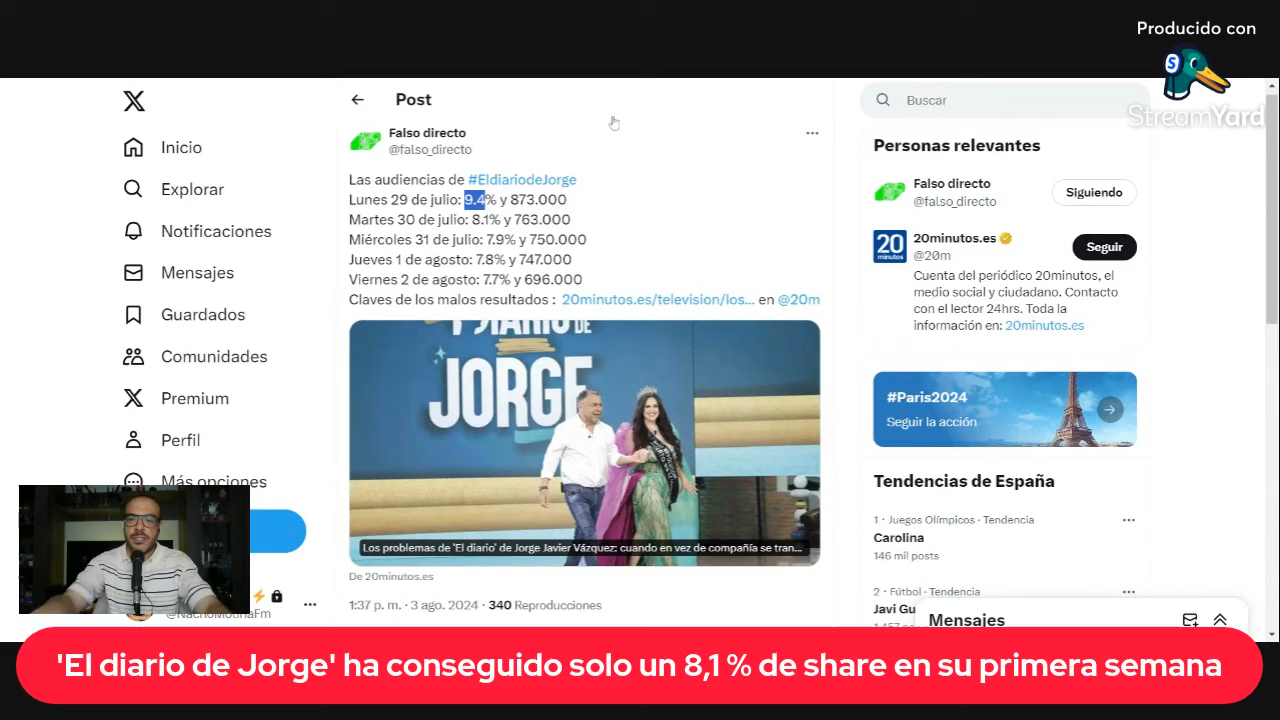 Producido con
StreamYard
Post
Falso directo
@falso_directo
Las audiencias de #EldiariodeJorge
Lunes 29 de julio: 9.4% y 873.000
Martes 30 de julio: 8.1% y 763.000
Miércoles 31 de julio: 7.9% y 750.000
Jueves 1 de agosto: 7.8% y 747.000
Viernes 2 de agosto: 7.7% y 696.000
Claves de los malos resultados : 20minutos.es/television/los... en @20m
DIARIO DE
JORGE
Los problemas de 'El diario' de Jorge Javier Vázquez: cuando en vez de compañía se tran...
De 20minutos.es
1:37 p. m. · 3 ago. 2024 · 340 Reproducciones
Inicio
Explorar
Notificaciones
Mensajes
Guardados
Comunidades
Premium
Perfil
Más opciones
@NachoMolinaFm
Buscar
Personas relevantes
Falso directo
@falso_directo
Siguiendo
20 minutos
20minutos.es
@20m
Seguir
Cuenta del periódico 20minutos, el
medio social y ciudadano. Contacto
con el lector 24hrs. Toda la
información en: 20minutos.es
#Paris2024
Seguir la acción
Tendencias de España
1 · Juegos Olímpicos · Tendencia
Carolina
146 mil posts
2 · Fútbol · Tendencia
Javi Gu
Mensajes
'El diario de Jorge' ha conseguido solo un 8,1 % de share en su primera semana